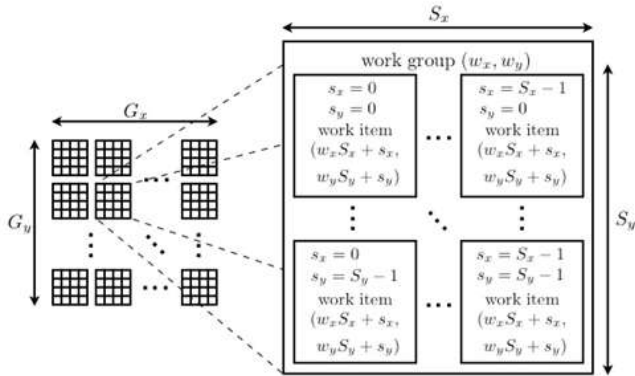 S_x
work group (w_x, w_y)
G_x
G_y
s_x = 0
s_y = 0
work item
(w_xS_x + s_x,
w_yS_y + s_y)
s_x = S_x − 1
s_y = 0
work item
(w_xS_x + s_x,
w_yS_y + s_y)
S_y
s_x = 0
s_y = S_y − 1
work item
(w_xS_x + s_x,
w_yS_y + s_y)
s_x = S_x − 1
s_y = S_y − 1
work item
(w_xS_x + s_x,
w_yS_y + s_y)